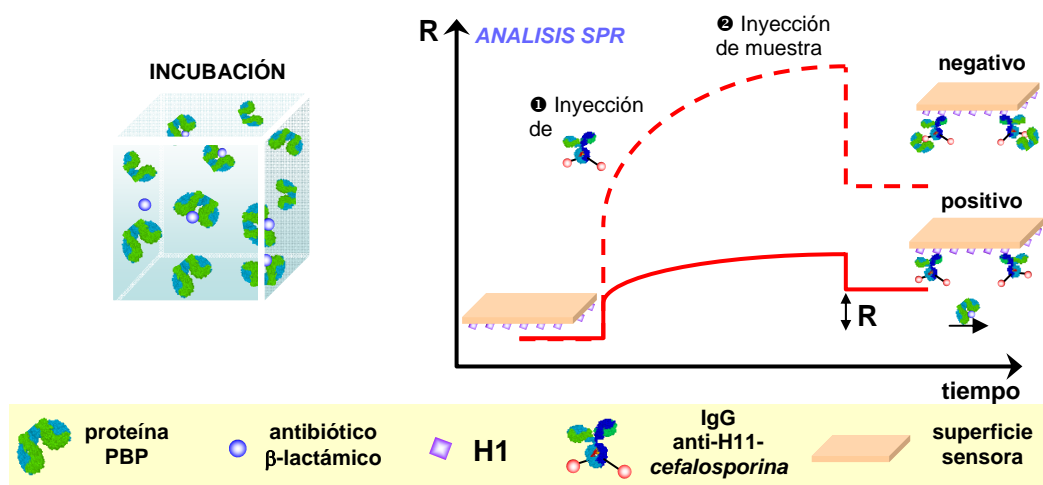 R
ANALISIS SPR
❷ Inyección
de muestra
INCUBACIÓN
❶ Inyección
de
negativo
positivo
R
tiempo
proteína
PBP
antibiótico
β-lactámico
H1
IgG
anti-H11-
cefalosporina
superficie
sensora